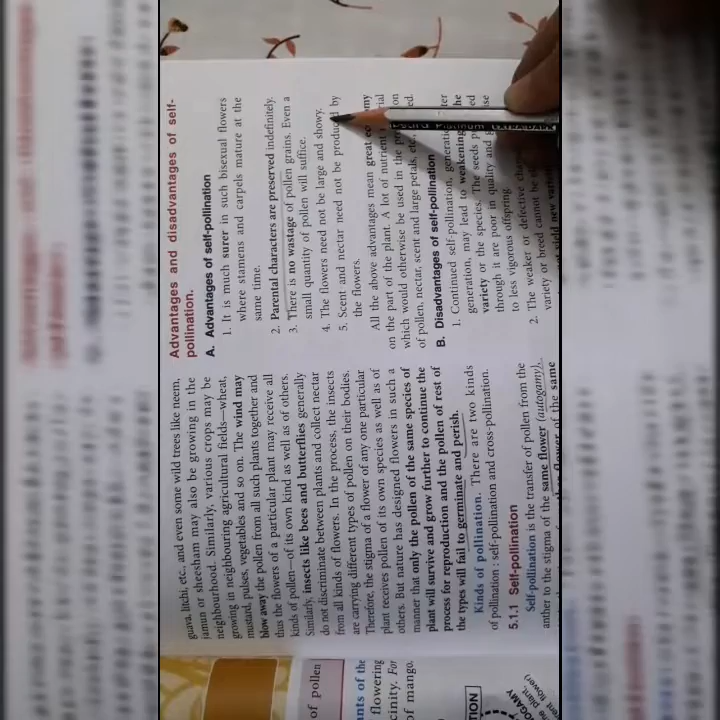 guava, litchi, etc., and even some wild trees like neem,
jamun or sheesham may also be growing in the
neighbourhood. Similarly, various crops may be
growing in neighbouring agricultural fields—wheat,
mustard, pulses, vegetables and so on. The wind may
blow away the pollen from all such plants together and
thus the flowers of a particular plant may receive all
kinds of pollen—of its own kind as well as of others.
Similarly, insects like bees and butterflies generally
do not discriminate between plants and collect nectar
from all kinds of flowers. In the process, the insects
are carrying different types of pollen on their bodies.
Therefore, the stigma of a flower of any one particular
plant receives pollen of its own species as well as of
others. But nature has designed flowers in such a
manner that only the pollen of the same species of
plant will survive and grow further to continue the
process for reproduction and the pollen of rest of
the types will fail to germinate and perish.
Kinds of pollination. There are two kinds
of pollination : self-pollination and cross-pollination.
5.1.1 Self-pollination
Self-pollination is the transfer of pollen from the
anther to the stigma of the same flower (autogamy),
flower of the same
Advantages and disadvantages of self-
pollination.
A. Advantages of self-pollination
1. It is much surer in such bisexual flowers
where stamens and carpels mature at the
same time.
2. Parental characters are preserved indefinitely.
3. There is no wastage of pollen grains. Even a
small quantity of pollen will suffice.
4. The flowers need not be large and showy.
5. Scent and nectar need not be produced by
the flowers.
All the above advantages mean great
on the part of the plant. A lot of nutrient
which would otherwise be used in the
of pollen, nectar, scent and large petals, etc.,
B. Disadvantages of self-pollination
1. Continued self-pollination, generation
generation, may lead to weakening
variety or the species. The seeds
through it are poor in quality and
to less vigorous offspring.
2. The weaker or defective
variety or breed cannot be
yield new
of pollen
nts of the
flowering
cinity. For
of mango.
TION
OGAMY
e plant,
ent flower)
EXTRA DARK